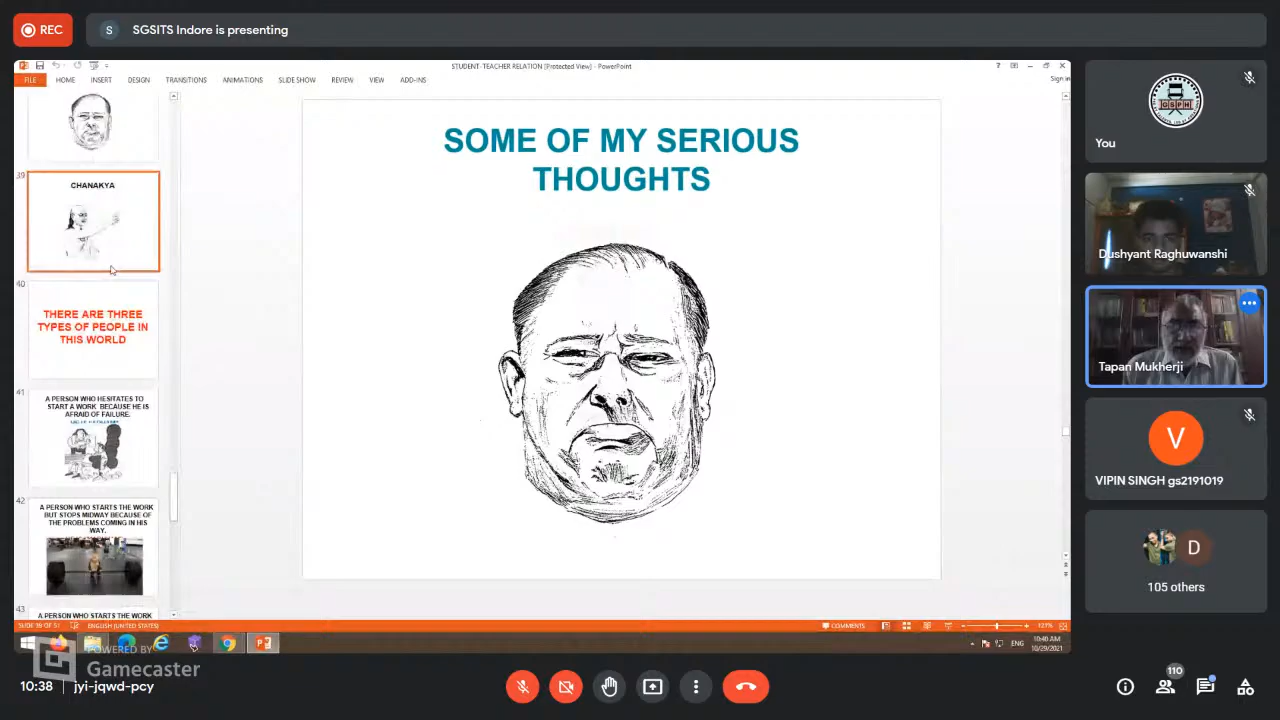 REC
S
SGSITS Indore is presenting
STUDENT-TEACHER RELATION [Protected View] - PowerPoint
FILE HOME INSERT DESIGN TRANSITIONS ANIMATIONS SLIDE SHOW REVIEW VIEW ADD-INS
Sign in
39
CHANAKYA
40
THERE ARE THREE
TYPES OF PEOPLE IN
THIS WORLD
41
A PERSON WHO HESITATES TO
START A WORK BECAUSE HE IS
AFRAID OF FAILURE.
42
A PERSON WHO STARTS THE WORK
BUT STOPS MIDWAY BECAUSE OF
THE PROBLEMS COMING IN HIS
WAY.
43
A PERSON WHO STARTS THE WORK
SOME OF MY SERIOUS
THOUGHTS
ENGLISH (UNITED STATES)
COMMENTS
ENG
10:40 AM
10/29/2021
POWERED BY
Gamecaster
GSPH
You
Dushyant Raghuwanshi
Tapan Mukherji
V
VIPIN SINGH gs2191019
D
105 others
10:38 | jyi-jqwd-pcy
110